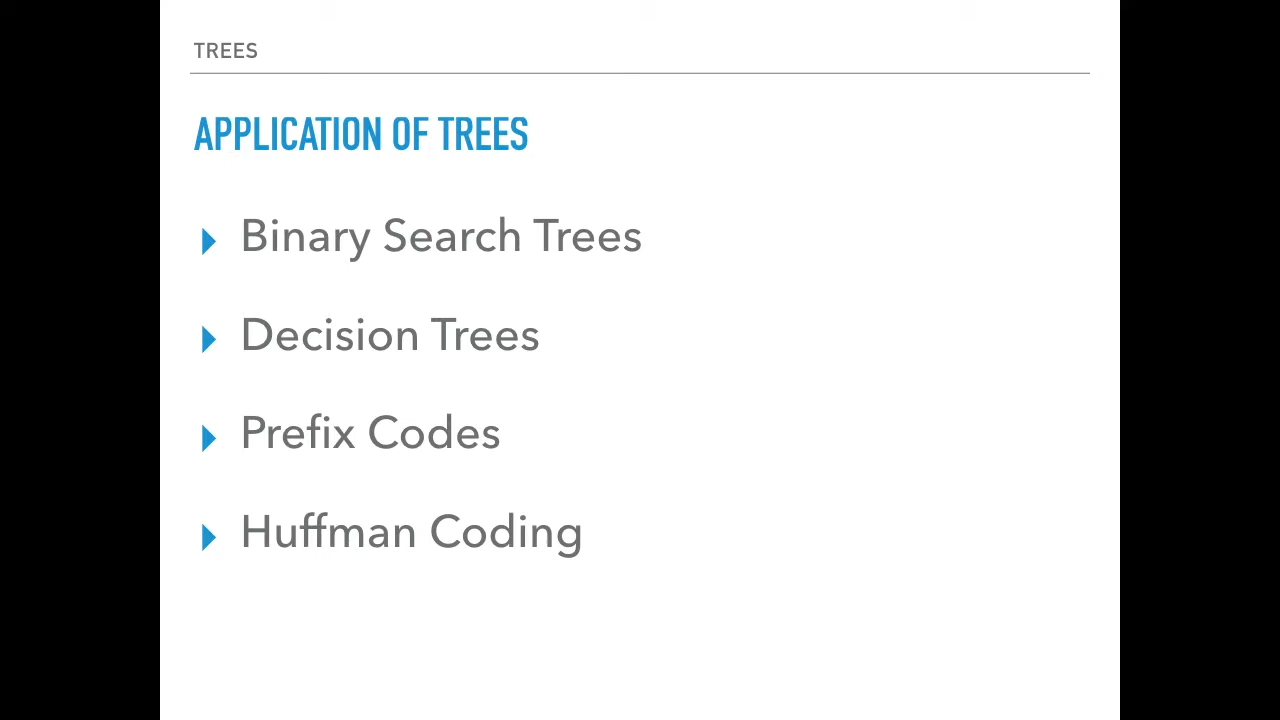 TREES
APPLICATION OF TREES
Binary Search Trees
Decision Trees
Prefix Codes
Huffman Coding